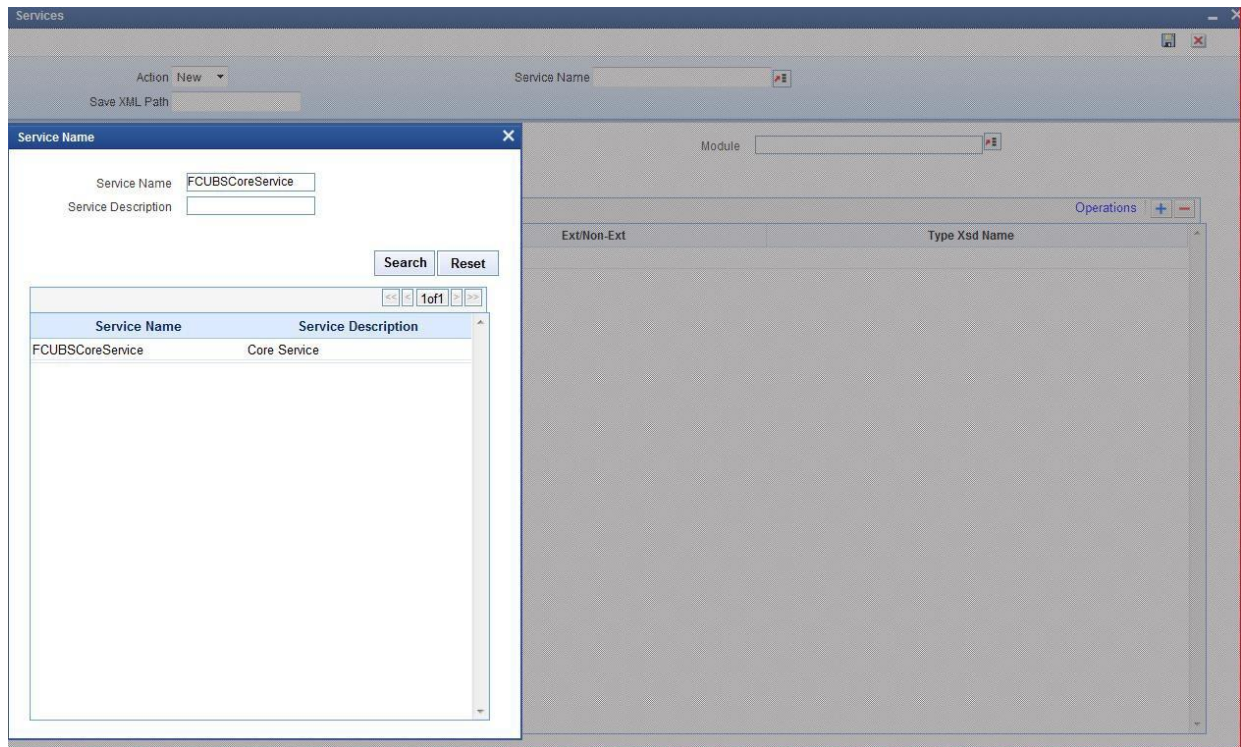 Services
Action New
Service Name
Save XML Path
Service Name
Module
Service Name FCUBSCoreService
Service Description
Operations
Ext/Non-Ext Type Xsd Name
Search Reset
<< < 1of1 > >>
Service Name Service Description
FCUBSCoreService Core Service